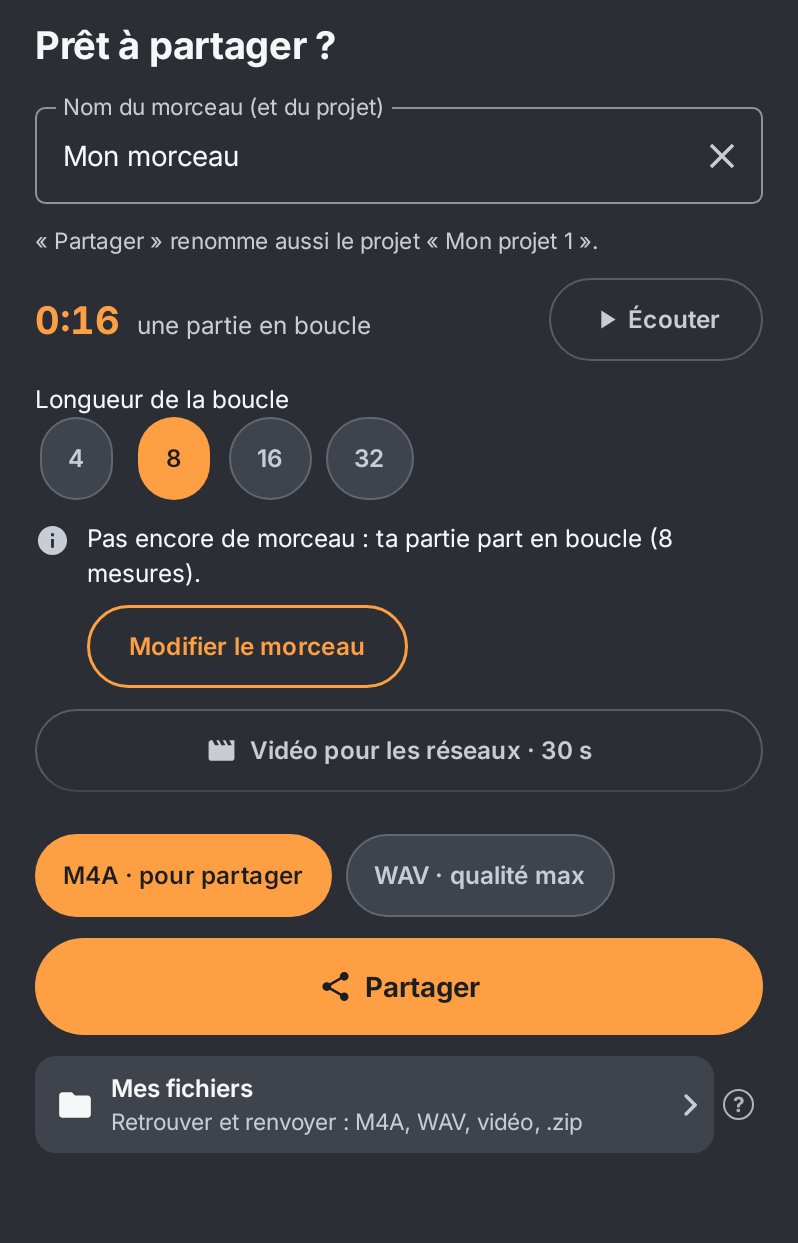 Prêt à partager ?
Nom du morceau (et du projet)
Mon morceau
« Partager » renomme aussi le projet « Mon projet 1 ».
0:16 une partie en boucle
Écouter
Longueur de la boucle
4 8 16 32
Pas encore de morceau : ta partie part en boucle (8
mesures).
Modifier le morceau
Vidéo pour les réseaux · 30 s
M4A · pour partager
WAV · qualité max
Partager
Mes fichiers
Retrouver et renvoyer : M4A, WAV, vidéo, .zip
?